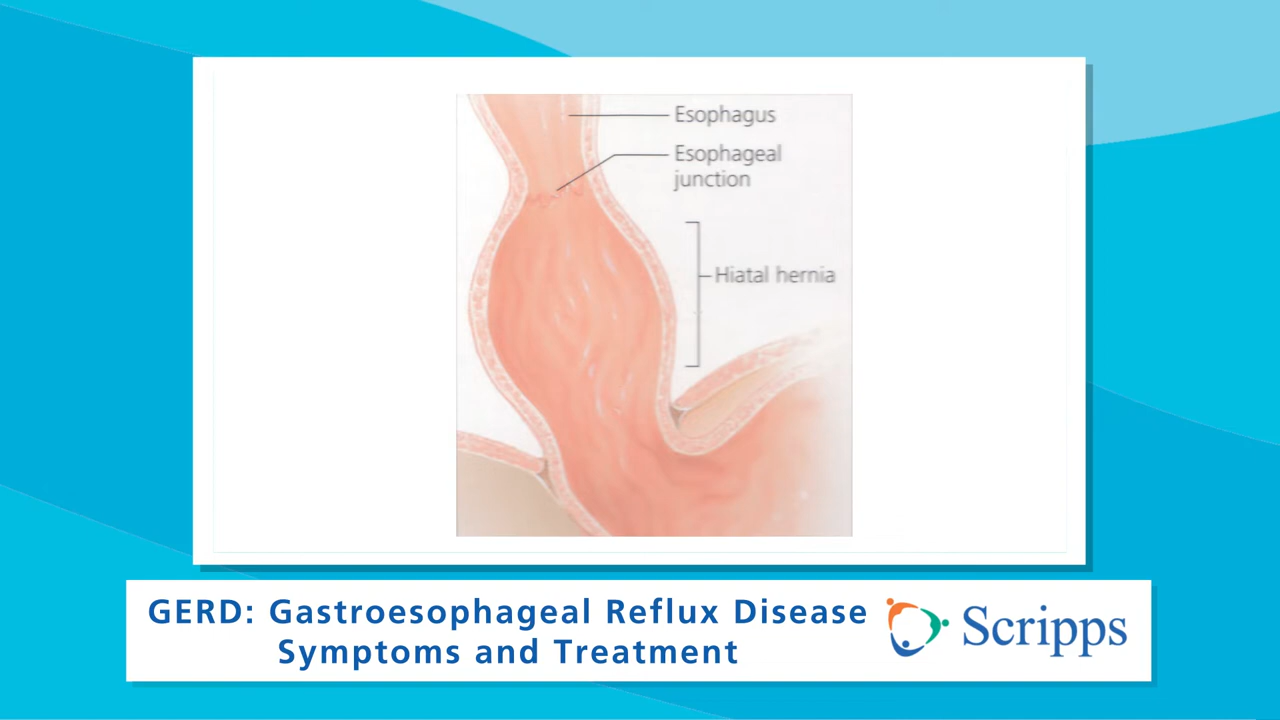 Esophagus
Esophageal
junction
Hiatal hernia
GERD: Gastroesophageal Reflux Disease
Symptoms and Treatment
Scripps